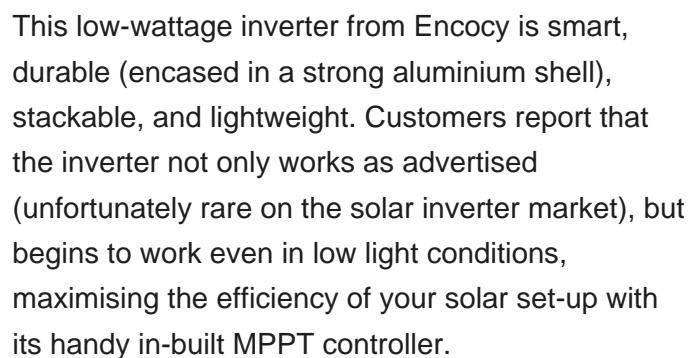 This low-wattage inverter from Encocy is smart,
durable (encased in a strong aluminium shell),
stackable, and lightweight. Customers report that
the inverter not only works as advertised
(unfortunately rare on the solar inverter market), but
begins to work even in low light conditions,
maximising the efficiency of your solar set-up with
its handy in-built MPPT controller.